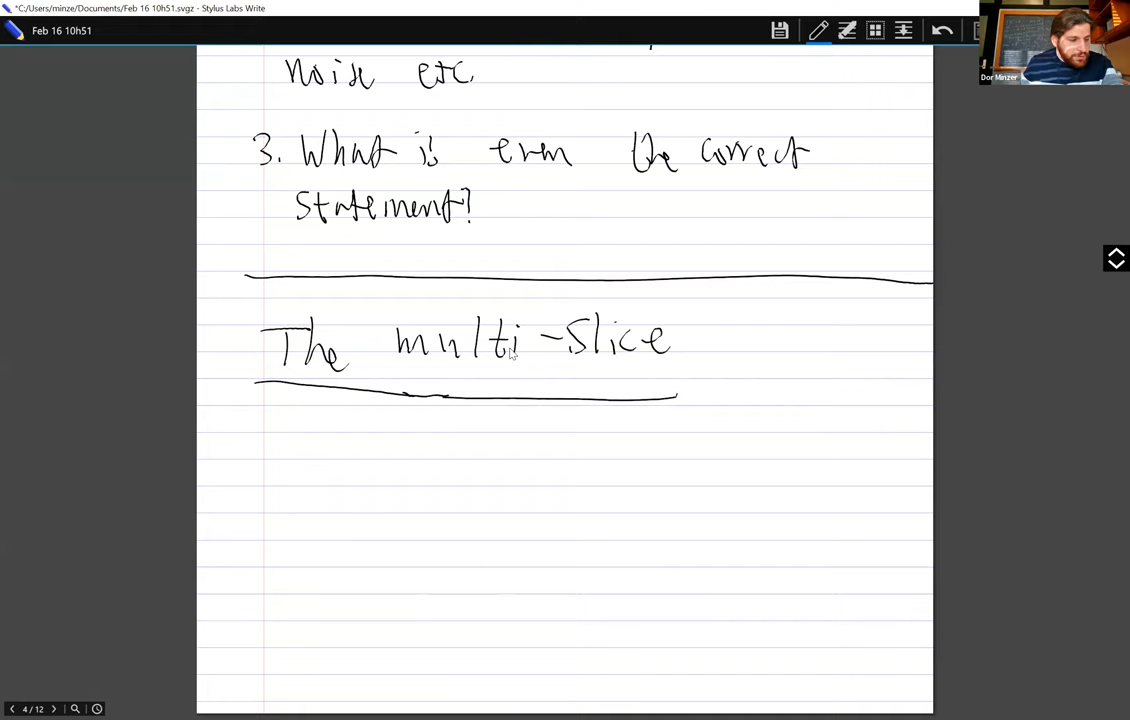 *C:/Users/minze/Documents/Feb 16 10h51.svgz - Stylus Labs Write
Feb 16 10h51
Dor Minzer
noise etc.
3. What is even the correct
statement?
The multi-slice
4 / 12